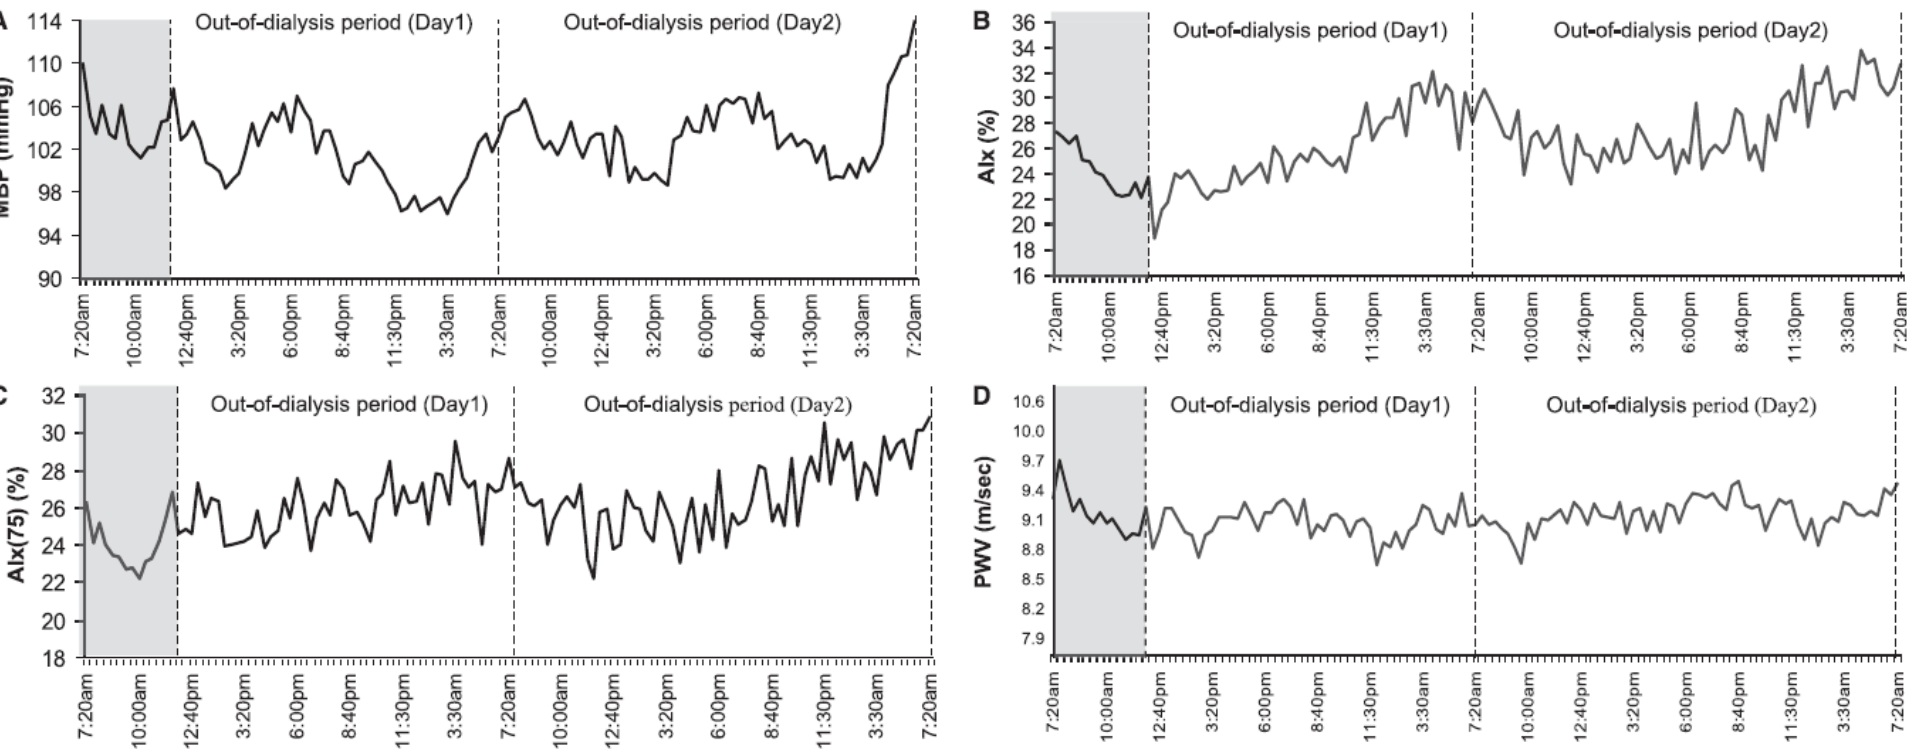 A
Out-of-dialysis period (Day1)
Out-of-dialysis period (Day2)
MBP (mmHg)
114
110
106
102
98
94
90
7:20am
10:00am
12:40pm
3:20pm
6:00pm
8:40pm
11:30pm
3:30am
7:20am
10:00am
12:40pm
3:20pm
6:00pm
8:40pm
11:30pm
3:30am
7:20am
B
Out-of-dialysis period (Day1)
Out-of-dialysis period (Day2)
AIx (%)
36
34
32
30
28
26
24
22
20
18
16
7:20am
10:00am
12:40pm
3:20pm
6:00pm
8:40pm
11:30pm
3:30am
7:20am
10:00am
12:40pm
3:20pm
6:00pm
8:40pm
11:30pm
3:30am
7:20am
C
Out-of-dialysis period (Day1)
Out-of-dialysis period (Day2)
AIx(75) (%)
32
30
28
26
24
22
20
18
7:20am
10:00am
12:40pm
3:20pm
6:00pm
8:40pm
11:30pm
3:30am
7:20am
10:00am
12:40pm
3:20pm
6:00pm
8:40pm
11:30pm
3:30am
7:20am
D
Out-of-dialysis period (Day1)
Out-of-dialysis period (Day2)
PWV (m/sec)
10.6
10.0
9.7
9.4
9.1
8.8
8.5
8.2
7.9
7:20am
10:00am
12:40pm
3:20pm
6:00pm
8:40pm
11:30pm
3:30am
7:20am
10:00am
12:40pm
3:20pm
6:00pm
8:40pm
11:30pm
3:30am
7:20am